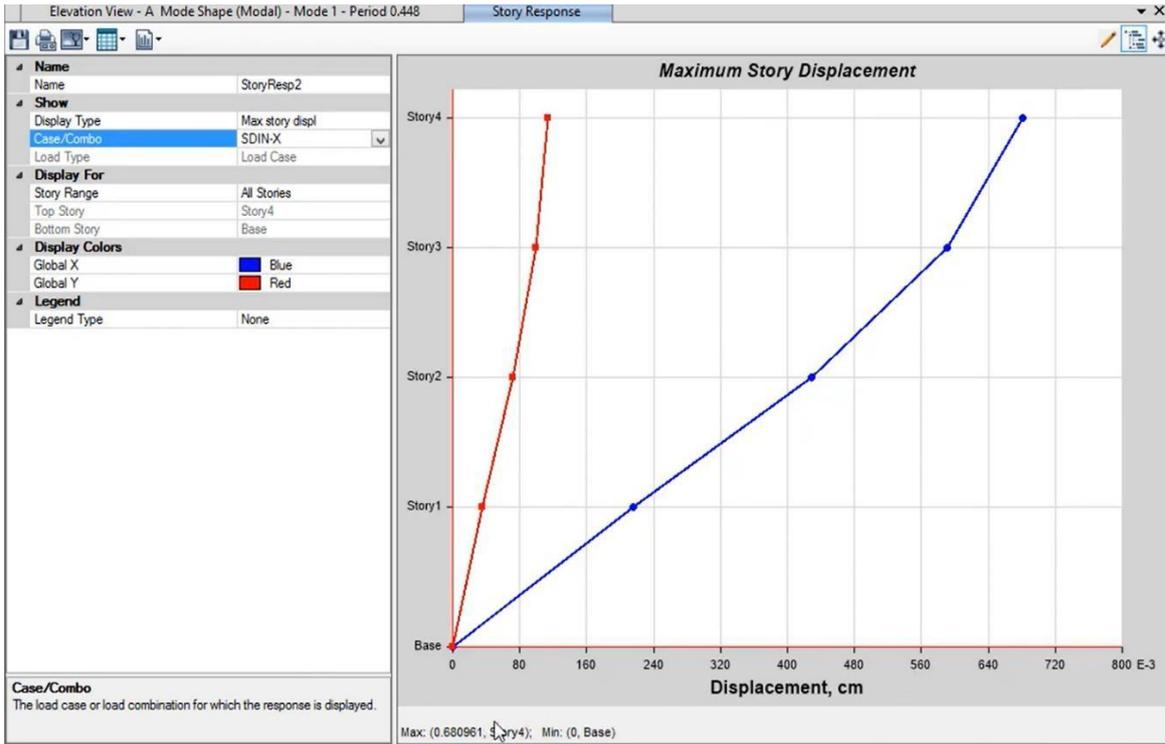 Elevation View - A Mode Shape (Modal) - Mode 1 - Period 0.448 Story Response
Name
Name StoryResp2
Show
Display Type Max story displ
Case/Combo SDIN-X
Load Type Load Case
Display For
Story Range All Stories
Top Story Story4
Bottom Story Base
Display Colors
Global X Blue
Global Y Red
Legend
Legend Type None
Case/Combo
The load case or load combination for which the response is displayed.
Maximum Story Displacement
Story4
Story3
Story2
Story1
Base
0 80 160 240 320 400 480 560 640 720 800 E-3
Displacement, cm
Max: (0.680961, Story4); Min: (0, Base)